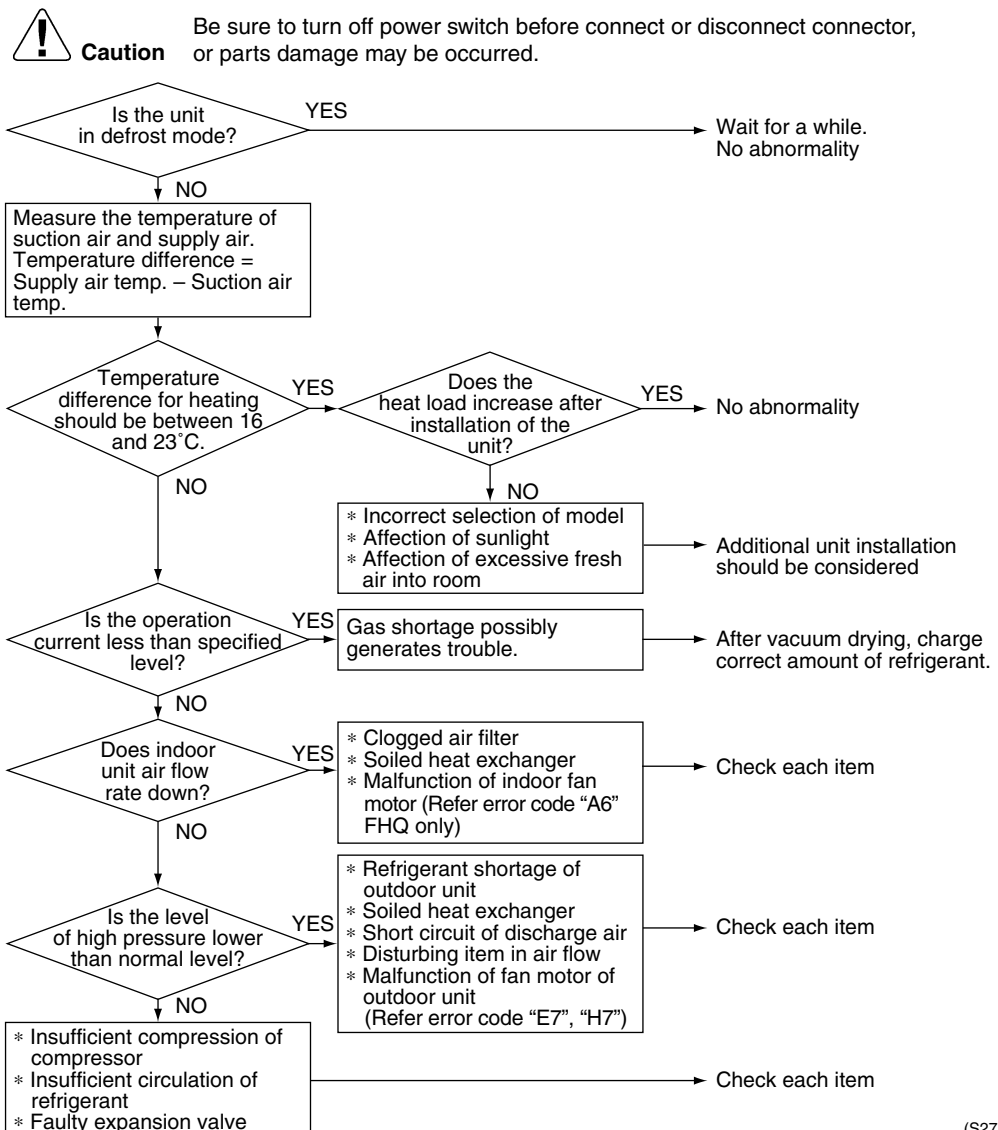 Be sure to turn off power switch before connect or disconnect connector,
Caution or parts damage may be occurred.
Is the unit
in defrost mode?
YES
Wait for a while.
No abnormality
NO
Measure the temperature of
suction air and supply air.
Temperature difference =
Supply air temp. – Suction air
temp.
Temperature
difference for heating
should be between 16
and 23˚C.
YES
Does the
heat load increase after
installation of the
unit?
YES
No abnormality
NO
NO
* Incorrect selection of model
* Affection of sunlight
* Affection of excessive fresh
air into room
Additional unit installation
should be considered
Is the operation
current less than specified
level?
YES
Gas shortage possibly
generates trouble.
After vacuum drying, charge
correct amount of refrigerant.
NO
Does indoor
unit air flow
rate down?
YES
* Clogged air filter
* Soiled heat exchanger
* Malfunction of indoor fan
motor (Refer error code “A6”
FHQ only)
Check each item
NO
Is the level
of high pressure lower
than normal level?
YES
* Refrigerant shortage of
outdoor unit
* Soiled heat exchanger
* Short circuit of discharge air
* Disturbing item in air flow
* Malfunction of fan motor of
outdoor unit
(Refer error code “E7”, “H7”)
Check each item
NO
* Insufficient compression of
compressor
* Insufficient circulation of
refrigerant
* Faulty expansion valve
Check each item
(S27